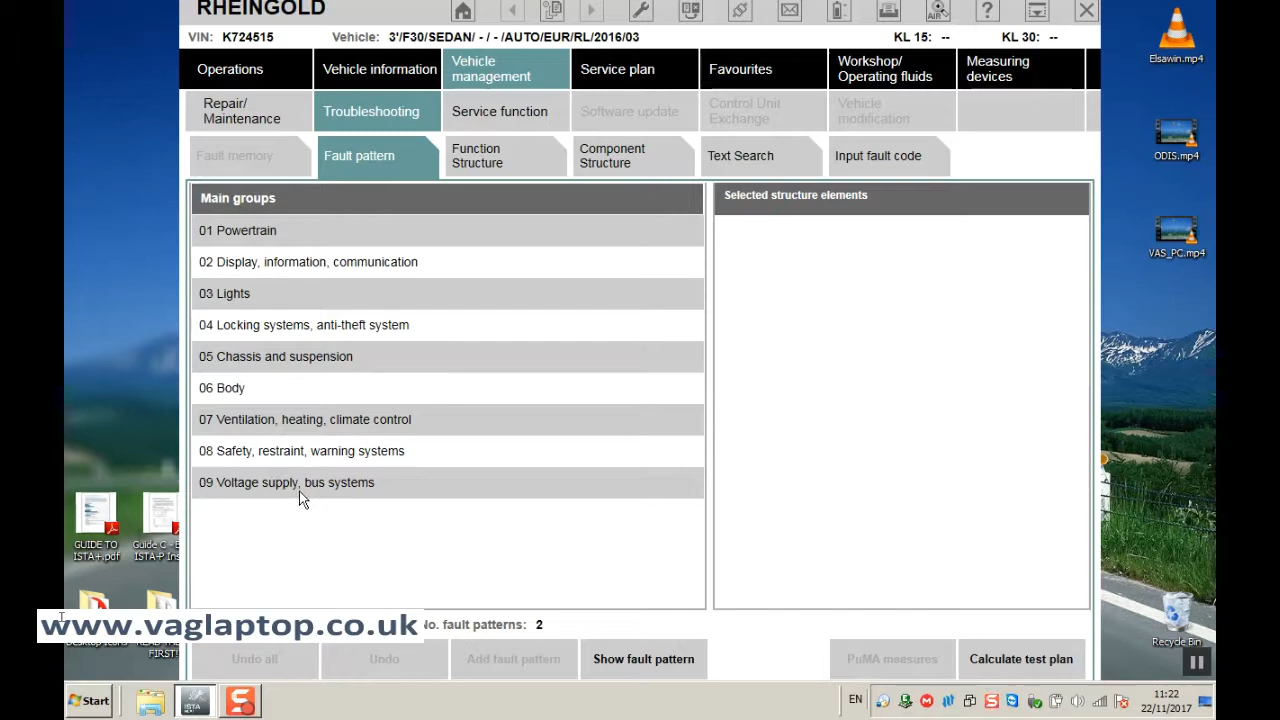 RHEINGOLD
VIN: K724515 Vehicle: 3'/F30/SEDAN/ - / - /AUTO/EUR/RL/2016/03 KL 15: -- KL 30: --
Operations Vehicle information Vehicle management Service plan Favourites Workshop/ Operating fluids Measuring devices
Repair/ Maintenance Troubleshooting Service function Software update Control Unit Exchange Vehicle modification
Fault memory Fault pattern Function Structure Component Structure Text Search Input fault code
Main groups
Selected structure elements
01 Powertrain
02 Display, information, communication
03 Lights
04 Locking systems, anti-theft system
05 Chassis and suspension
06 Body
07 Ventilation, heating, climate control
08 Safety, restraint, warning systems
09 Voltage supply, bus systems
No. fault patterns: 2
Undo all Undo Add fault pattern Show fault pattern PuMA measures Calculate test plan
AIR
?
Elsawin.mp4
ODIS.mp4
VAS_PC.mp4
Recycle Bin
GUIDE TO
ISTA+.pdf
Guide C - 
ISTA-P Ins
www.vaglaptop.co.uk
FIRST!
Start
ISTA
EN
11:22
22/11/2017